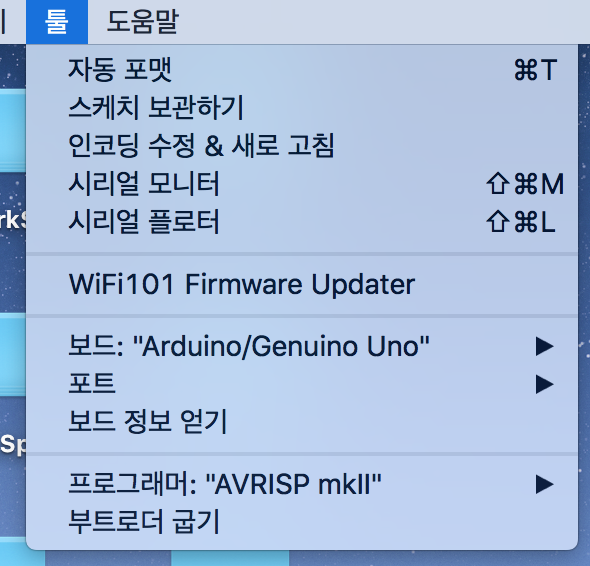 툴 도움말
자동 포맷 ⌘T
스케치 보관하기
인코딩 수정 & 새로 고침
시리얼 모니터 ⇧⌘M
시리얼 플로터 ⇧⌘L
WiFi101 Firmware Updater
보드: "Arduino/Genuino Uno" ▶
포트 ▶
보드 정보 얻기
프로그래머: "AVRISP mkII" ▶
부트로더 굽기